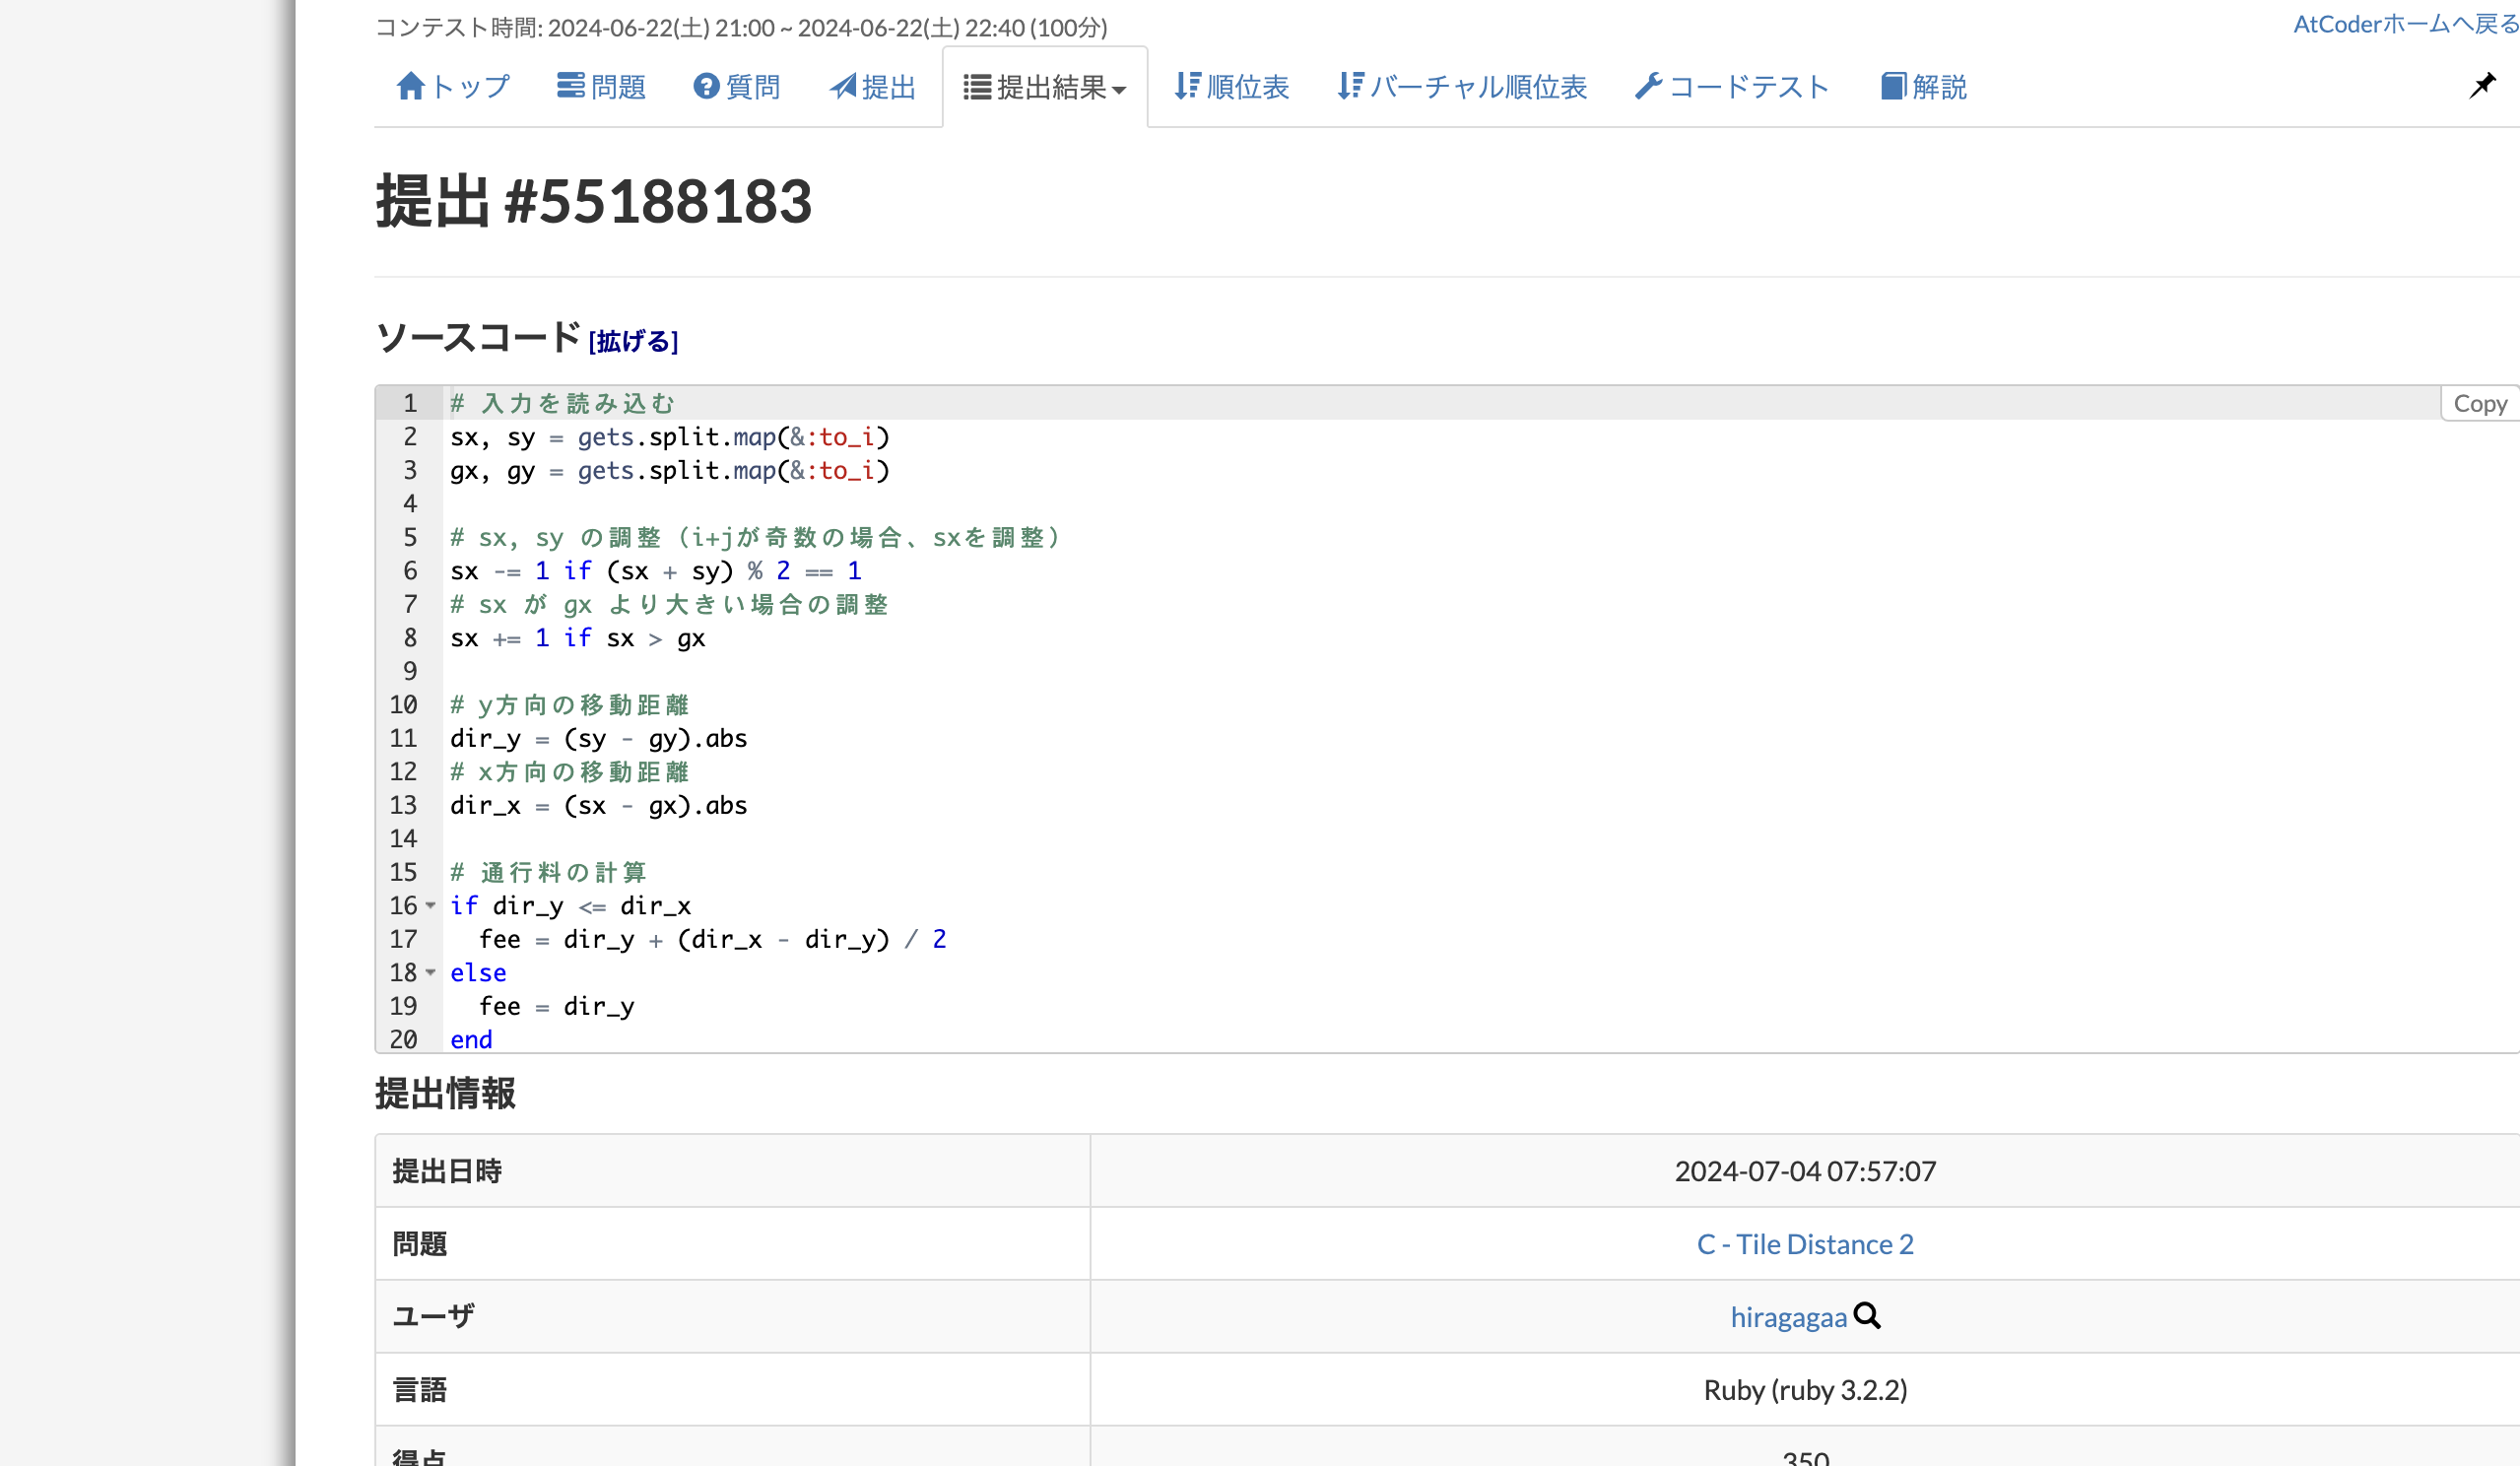 コンテスト時間: 2024-06-22(土) 21:00 ~ 2024-06-22(土) 22:40 (100分)
AtCoderホームへ戻る
トップ 問題 質問 提出 提出結果 順位表 バーチャル順位表 コードテスト 解説
提出 #55188183
ソースコード [拡げる]
Copy
1 # 入力を読み込む
2 sx, sy = gets.split.map(&:to_i)
3 gx, gy = gets.split.map(&:to_i)
4
5 # sx, sy の調整（i+jが奇数の場合、sxを調整）
6 sx -= 1 if (sx + sy) % 2 == 1
7 # sx が gx より大きい場合の調整
8 sx += 1 if sx > gx
9
10 # y方向の移動距離
11 dir_y = (sy - gy).abs
12 # x方向の移動距離
13 dir_x = (sx - gx).abs
14
15 # 通行料の計算
16 if dir_y <= dir_x
17   fee = dir_y + (dir_x - dir_y) / 2
18 else
19   fee = dir_y
20 end
提出情報
提出日時 2024-07-04 07:57:07
問題 C - Tile Distance 2
ユーザ hiragagaa
言語 Ruby (ruby 3.2.2)
得点 350